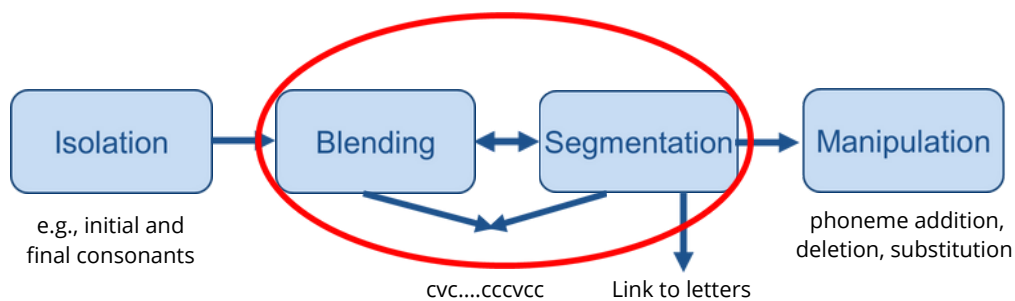 Isolation
Blending
Segmentation
Manipulation
e.g., initial and
final consonants
phoneme addition,
deletion, substitution
cvc....cccvcc
Link to letters